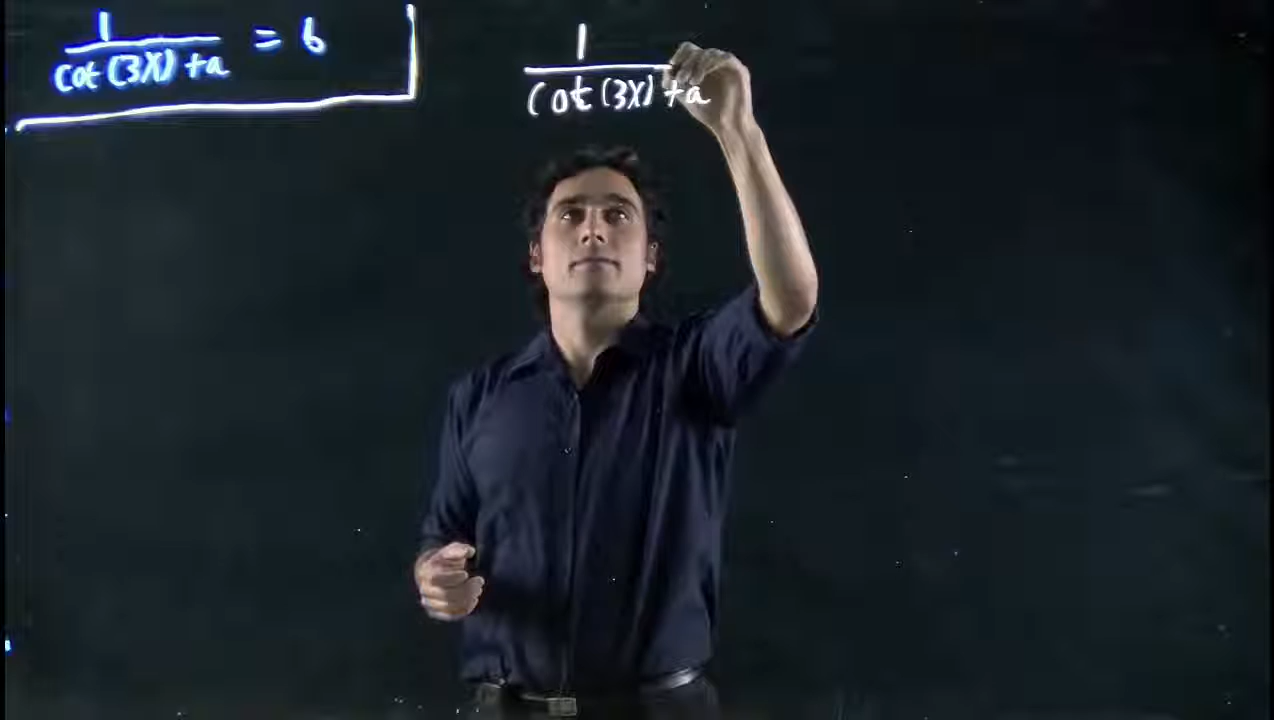 1
cot (3x) + a = 6
1
cot (3x) + a